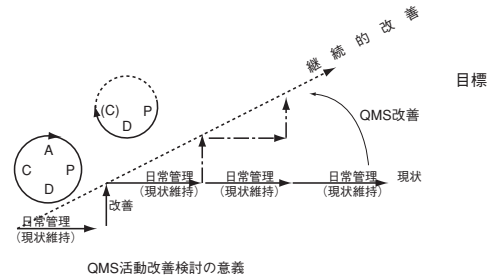 継続的改善
目標
QMS改善
(C)
P
D
A
C
P
D
改善
日常管理
(現状維持)
日常管理
(現状維持)
日常管理
(現状維持)
日常管理
(現状維持)
現状
QMS活動改善検討の意義